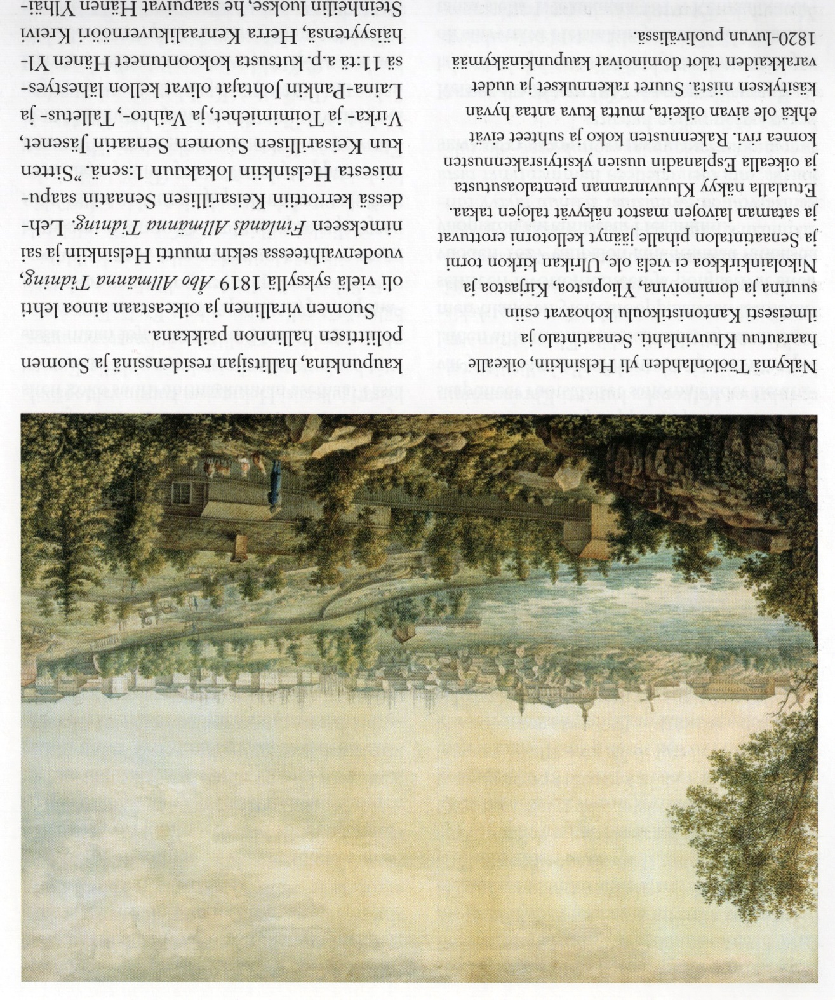 Näkymä Töölönlahden yli Helsinkiin, oikealle
haarautuu Kluuvinlahti. Senaatintalo ja
ilmeisesti Kantonistikoulu kohoavat esiin
suurina ja dominoivina, Yliopistoa Kirjastoa ja
Nikolainkirkkoa ei vielä ole, Ulrikan kirkon torni
ja Senaatintalon pihalle jäänyt kellotorni erottuvat
ja sataman laivojen mastot näkyvät talojen takaa.
Etualalla näkyy Kluuvinrannan pientaloasutusta
ja oikealla Esplanadin uusien yksityisrakennusten
komea rivi. Rakennusten koko ja suhteet eivät
ehkä ole aivan oikeita, mutta kuva antaa hyvän
käsityksen niistä. Suuret rakennukset ja uudet
varakkaiden talot dominoivat kaupunkinäkymää
1820-luvun puolivälissä.
kaupunkina, hallitsijan residenssinä ja Suomen
poliittisen hallinnon paikkana.
Suomen virallinen ja oikeastaan ainoa lehti
oli vielä syksyllä 1819 Åbo Allmänna Tidning,
vuodenvaihteessa sekin muutti Helsinkiin ja sai
nimekseen Finlands Allmänna Tidning. Leh-
dessä kerrottiin Keisarillisen Senaatin saapu-
misesta Helsinkiin lokakuun 1:senä. ”Sitten
kun Keisarillisen Suomen Senaatin Jäsenet,
Virka- ja Toimimiehet, ja Vaihto-, Talletus- ja
Laina-Pankin Johtajat olivat kellon lähestyes-
sä 11:tä a.p. kutsusta kokoontuneet Hänen Yl-
häisyytensä, Herra Kenraalikuvernööri Kreivi
Steinheilin luokse, he saapuivat Hänen Ylhäi-